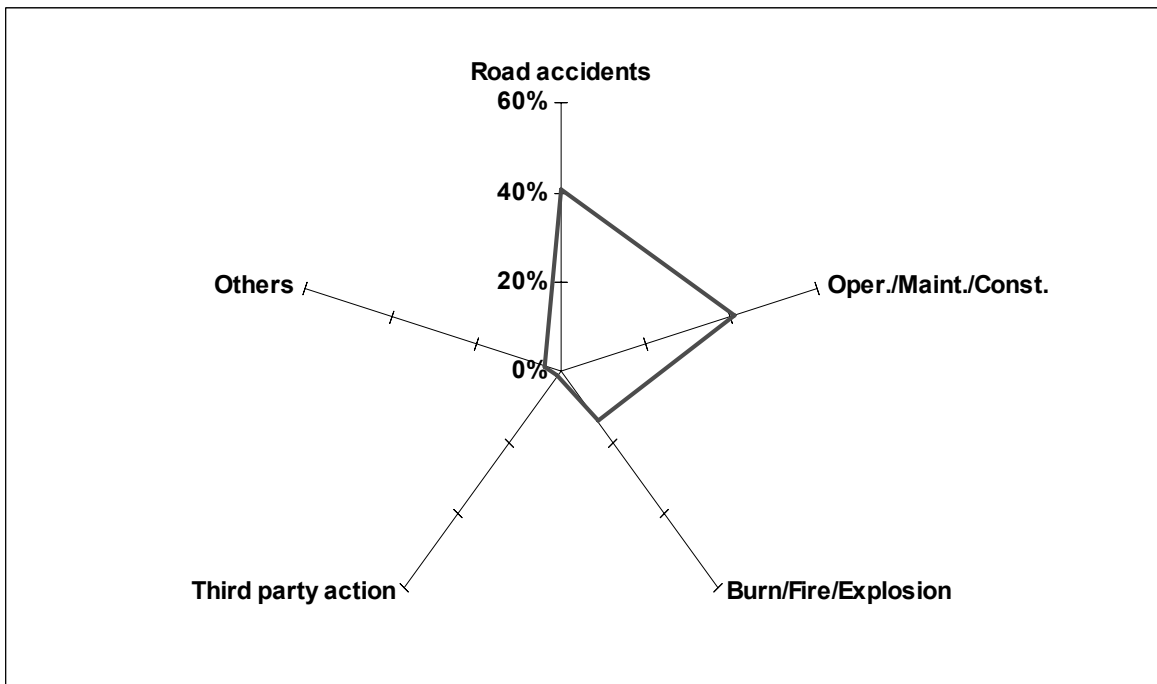 Road accidents
60%
40%
20%
0%
Others
Oper./Maint./Const.
Third party action
Burn/Fire/Explosion